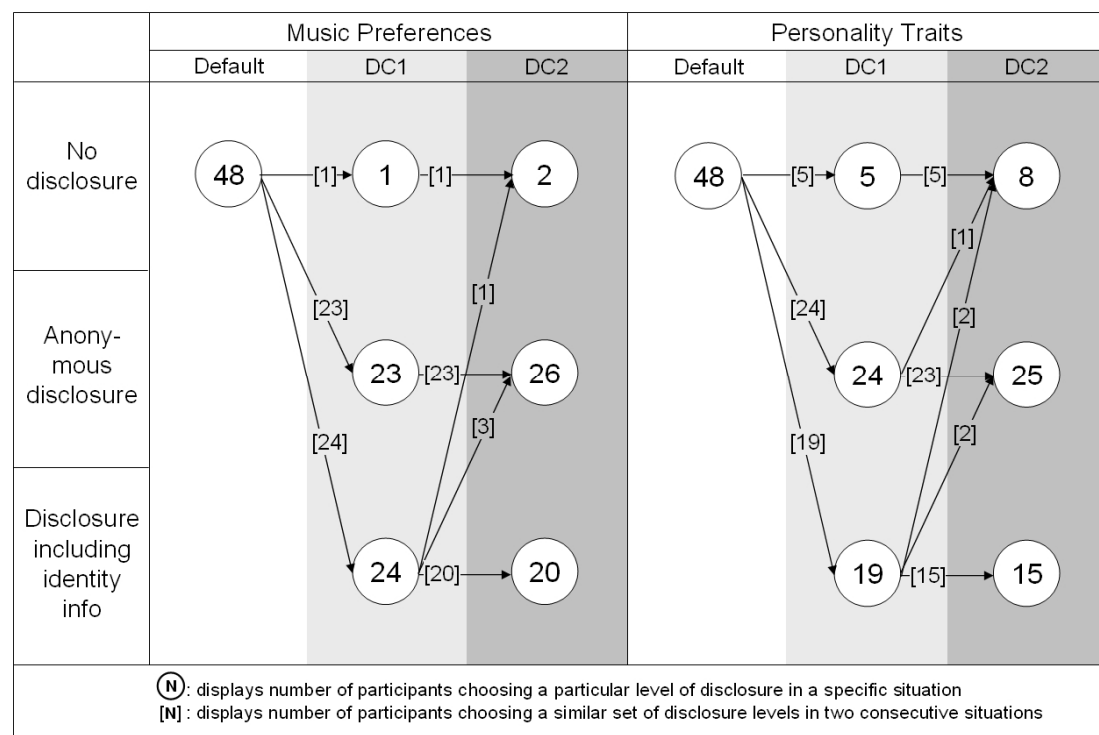 Music Preferences
Personality Traits
Default
DC1
DC2
Default
DC1
DC2
No
disclosure
48
[1]
1
[1]
2
48
[5]
5
[5]
8
[1]
[23]
[1]
[24]
[2]
Anony-
mous
disclosure
23
[23]
26
24
[23]
25
[24]
[3]
[19]
[2]
Disclosure
including
identity
info
24
[20]
20
19
[15]
15
(N) : displays number of participants choosing a particular level of disclosure in a specific situation
[N] : displays number of participants choosing a similar set of disclosure levels in two consecutive situations